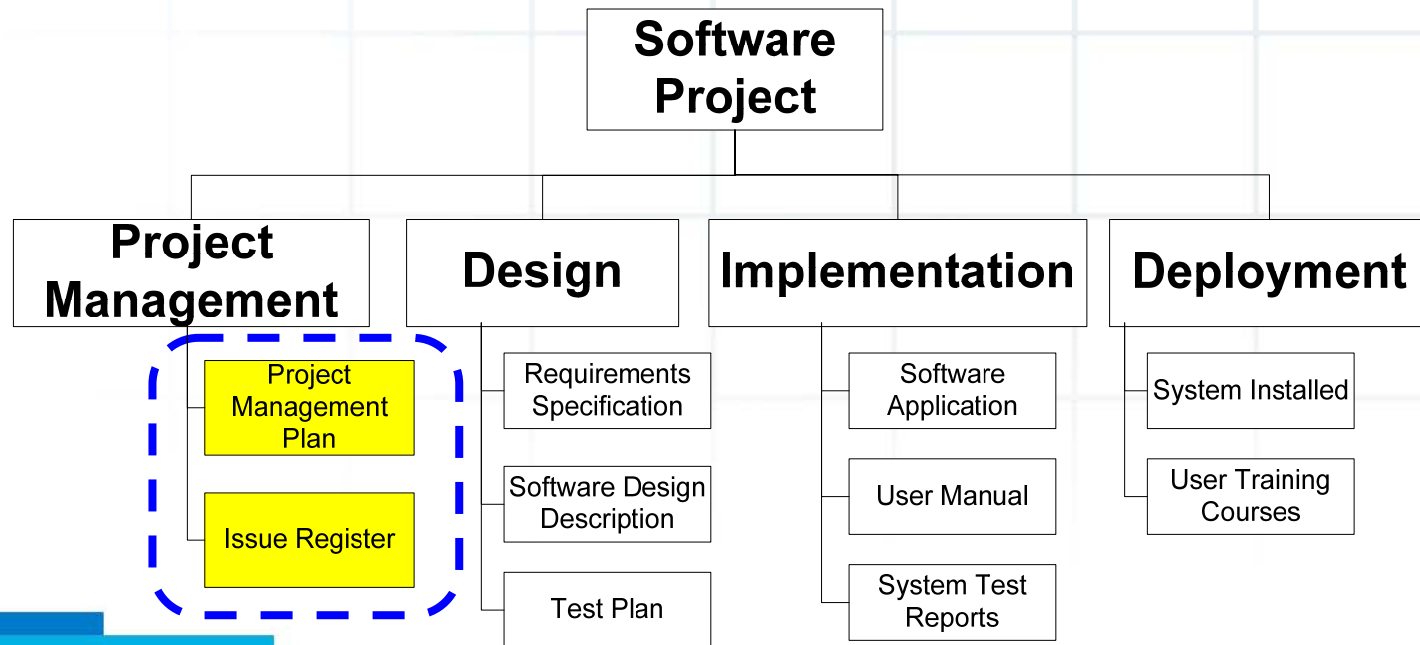 Software
Project
Project
Management
Design
Implementation
Deployment
Project
Management
Plan
Issue Register
Requirements
Specification
Software Design
Description
Test Plan
Software
Application
User Manual
System Test
Reports
System Installed
User Training
Courses